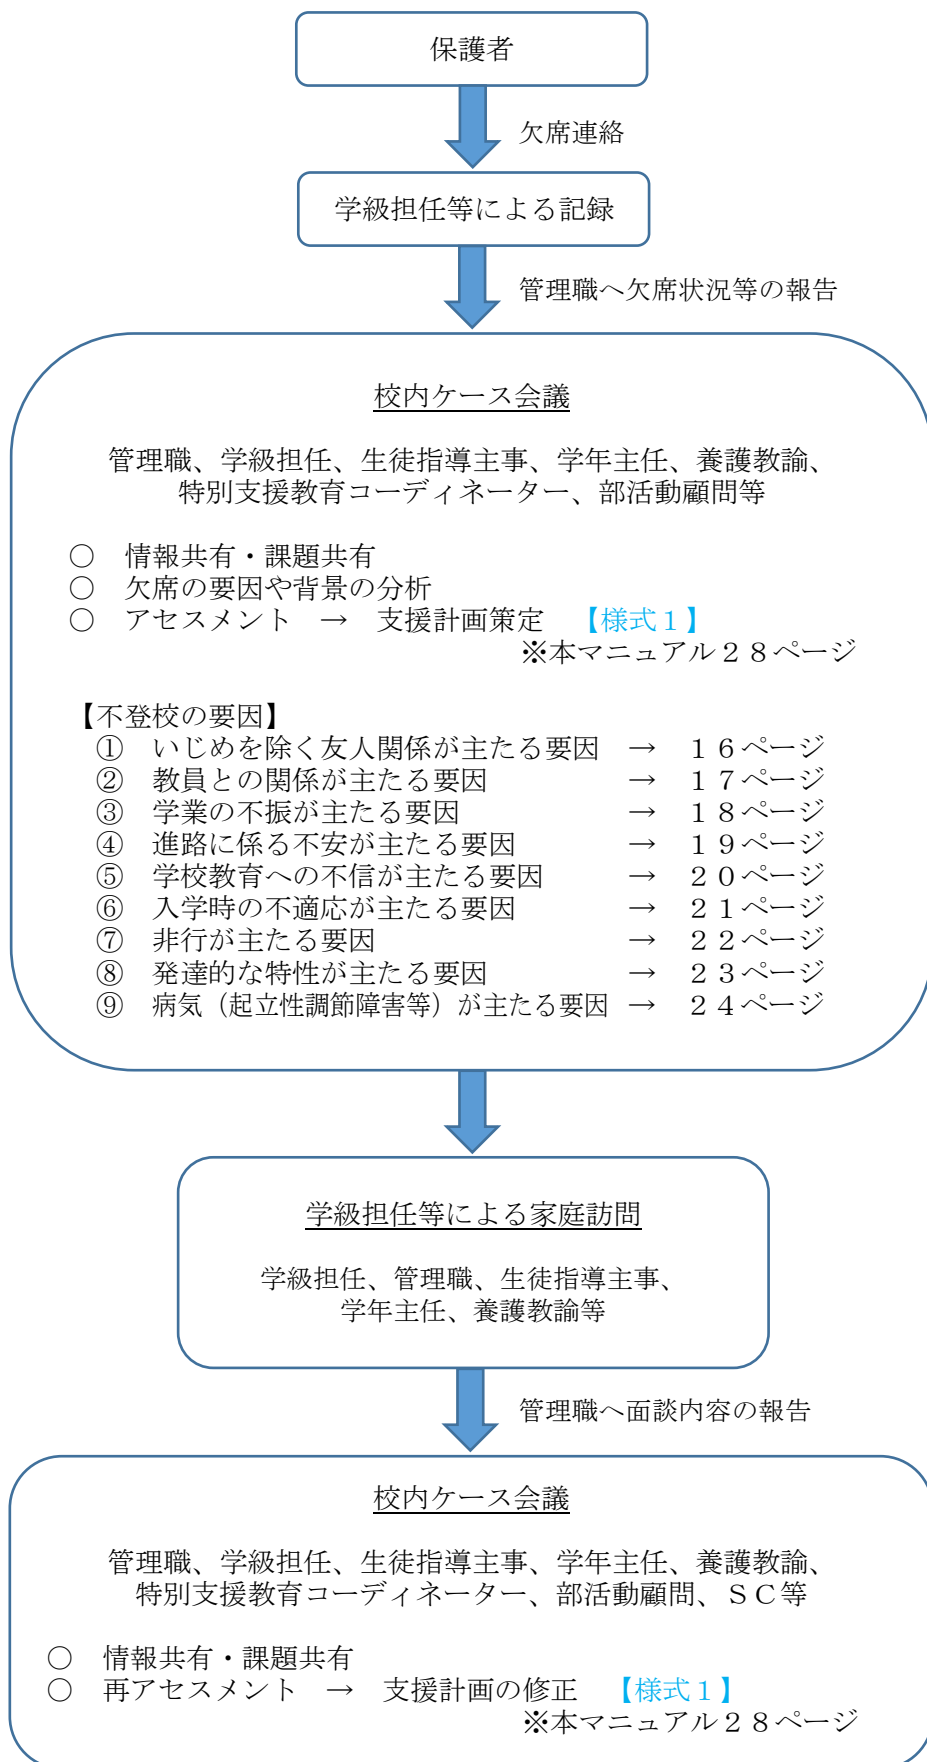 保護者
欠席連絡
学級担任等による記録
管理職へ欠席状況等の報告
校内ケース会議
管理職、学級担任、生徒指導主事、学年主任、養護教諭、
特別支援教育コーディネーター、部活動顧問等
○　情報共有・課題共有
○　欠席の要因や背景の分析
○　アセスメント　→　支援計画策定　【様式１】
※本マニュアル２８ページ
【不登校の要因】
①　いじめを除く友人関係が主たる要因　→　１６ページ
②　教員との関係が主たる要因　→　１７ページ
③　学業の不振が主たる要因　→　１８ページ
④　進路に係る不安が主たる要因　→　１９ページ
⑤　学校教育への不信が主たる要因　→　２０ページ
⑥　入学時の不適応が主たる要因　→　２１ページ
⑦　非行が主たる要因　→　２２ページ
⑧　発達的な特性が主たる要因　→　２３ページ
⑨　病気（起立性調節障害等）が主たる要因　→　２４ページ
学級担任等による家庭訪問
学級担任、管理職、生徒指導主事、
学年主任、養護教諭等
管理職へ面談内容の報告
校内ケース会議
管理職、学級担任、生徒指導主事、学年主任、養護教諭、
特別支援教育コーディネーター、部活動顧問、ＳＣ等
○　情報共有・課題共有
○　再アセスメント　→　支援計画の修正　【様式１】
※本マニュアル２８ページ